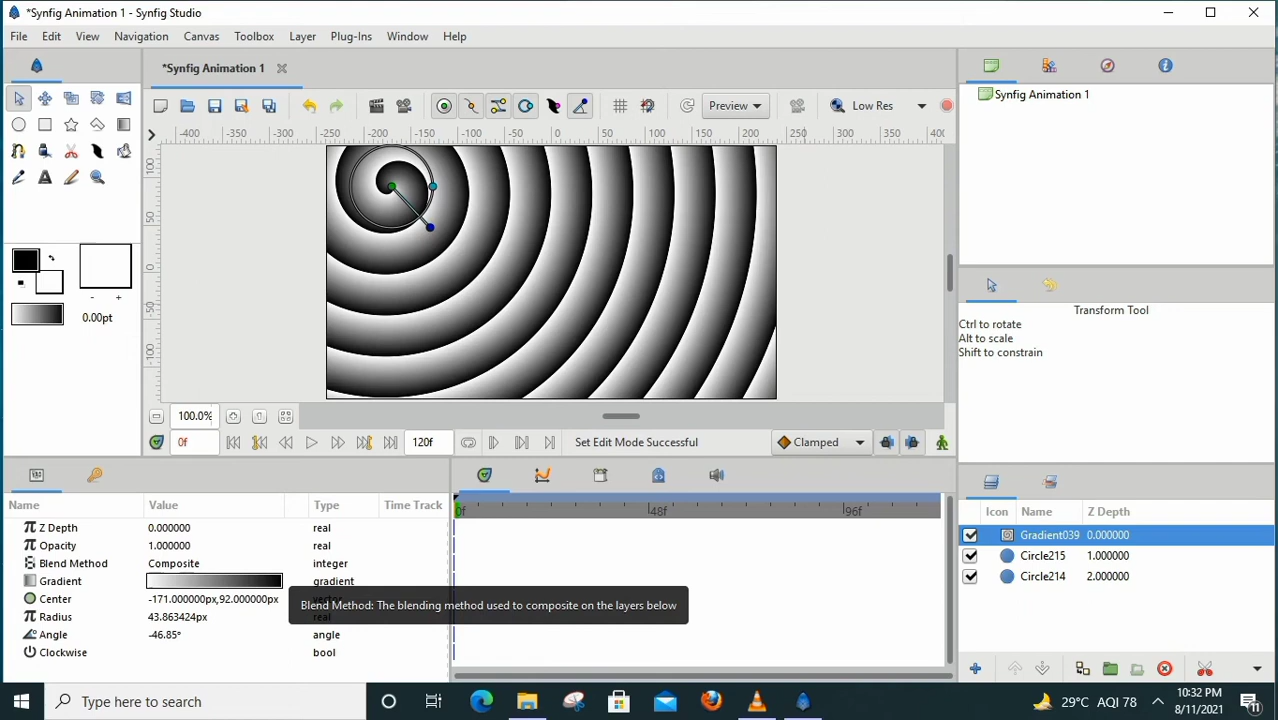 *Synfig Animation 1 - Synfig Studio
File Edit View Navigation Canvas Toolbox Layer Plug-Ins Window Help
*Synfig Animation 1
Synfig Animation 1
Preview
Low Res
-400 -350 -300 -250 -200 -150 -100 -50 0 50 100 150 200 250 300 350
100
50
0
-50
-100
0.00pt
- +
Transform Tool
Ctrl to rotate
Alt to scale
Shift to constrain
100.0%
0f
120f
Set Edit Mode Successful
Clamped
Name Value Type Time Track
Z Depth 0.000000 real
Opacity 1.000000 real
Blend Method Composite integer
Gradient gradient
Center -171.000000px,92.000000px
Radius 43.863424px
Angle -46.85° angle
Clockwise bool
Blend Method: The blending method used to composite on the layers below
0f 48f 96f
Icon Name Z Depth
Gradient039 0.000000
Circle215 1.000000
Circle214 2.000000
Type here to search
29°C AQI 78
10:32 PM
8/11/2021
11